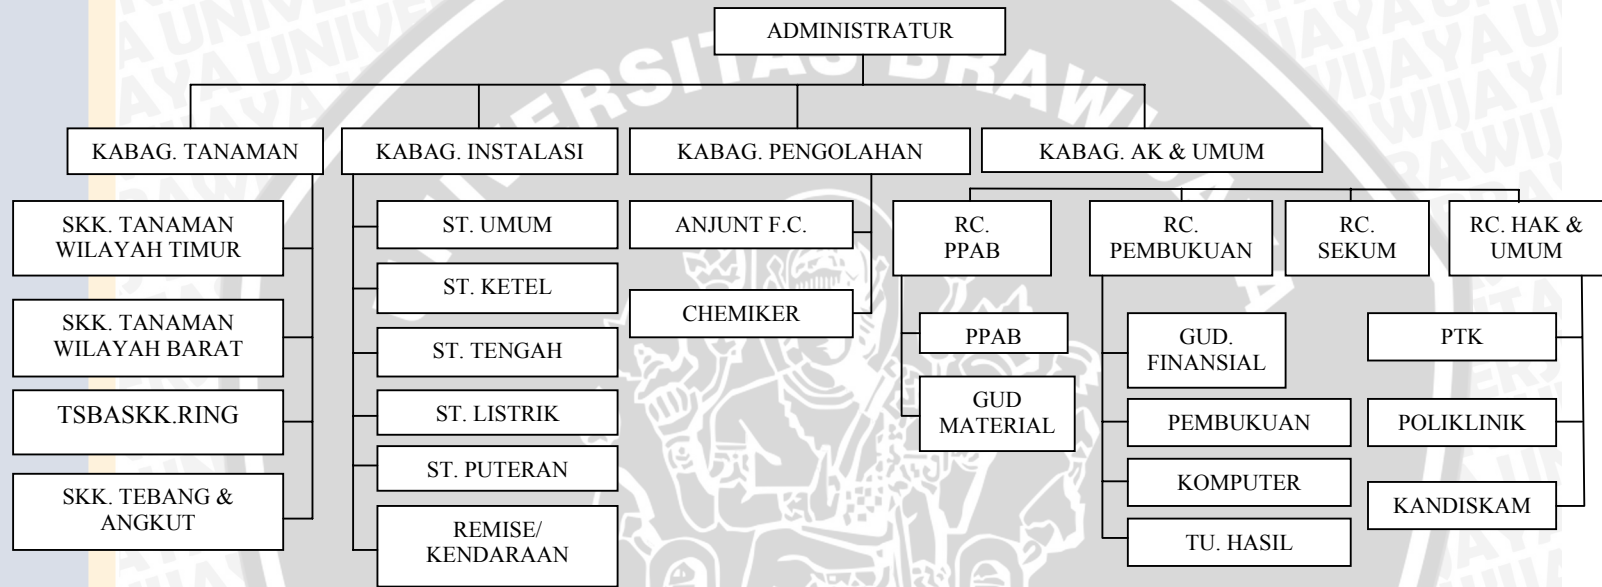 ADMINISTRATUR
KABAG. TANAMAN
KABAG. INSTALASI
KABAG. PENGOLAHAN
KABAG. AK & UMUM
SKK. TANAMAN
WILAYAH TIMUR
SKK. TANAMAN
WILAYAH BARAT
TSBASKK.RING
SKK. TEBANG &
ANGKUT
ST. UMUM
ST. KETEL
ST. TENGAH
ST. LISTRIK
ST. PUTERAN
REMISE/
KENDARAAN
ANJUNT F.C.
CHEMIKER
RC.
PPAB
PPAB
GUD
MATERIAL
RC.
PEMBUKUAN
GUD.
FINANSIAL
PEMBUKUAN
KOMPUTER
TU. HASIL
RC.
SEKUM
RC. HAK &
UMUM
PTK
POLIKLINIK
KANDISKAM